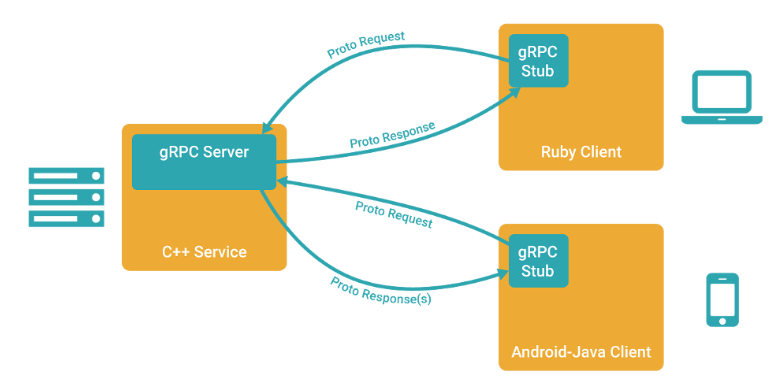 Proto Request
gRPC
Stub
gRPC Server
Proto Response
Ruby Client
Proto Request
C++ Service
gRPC
Stub
Proto Response(s)
Android-Java Client